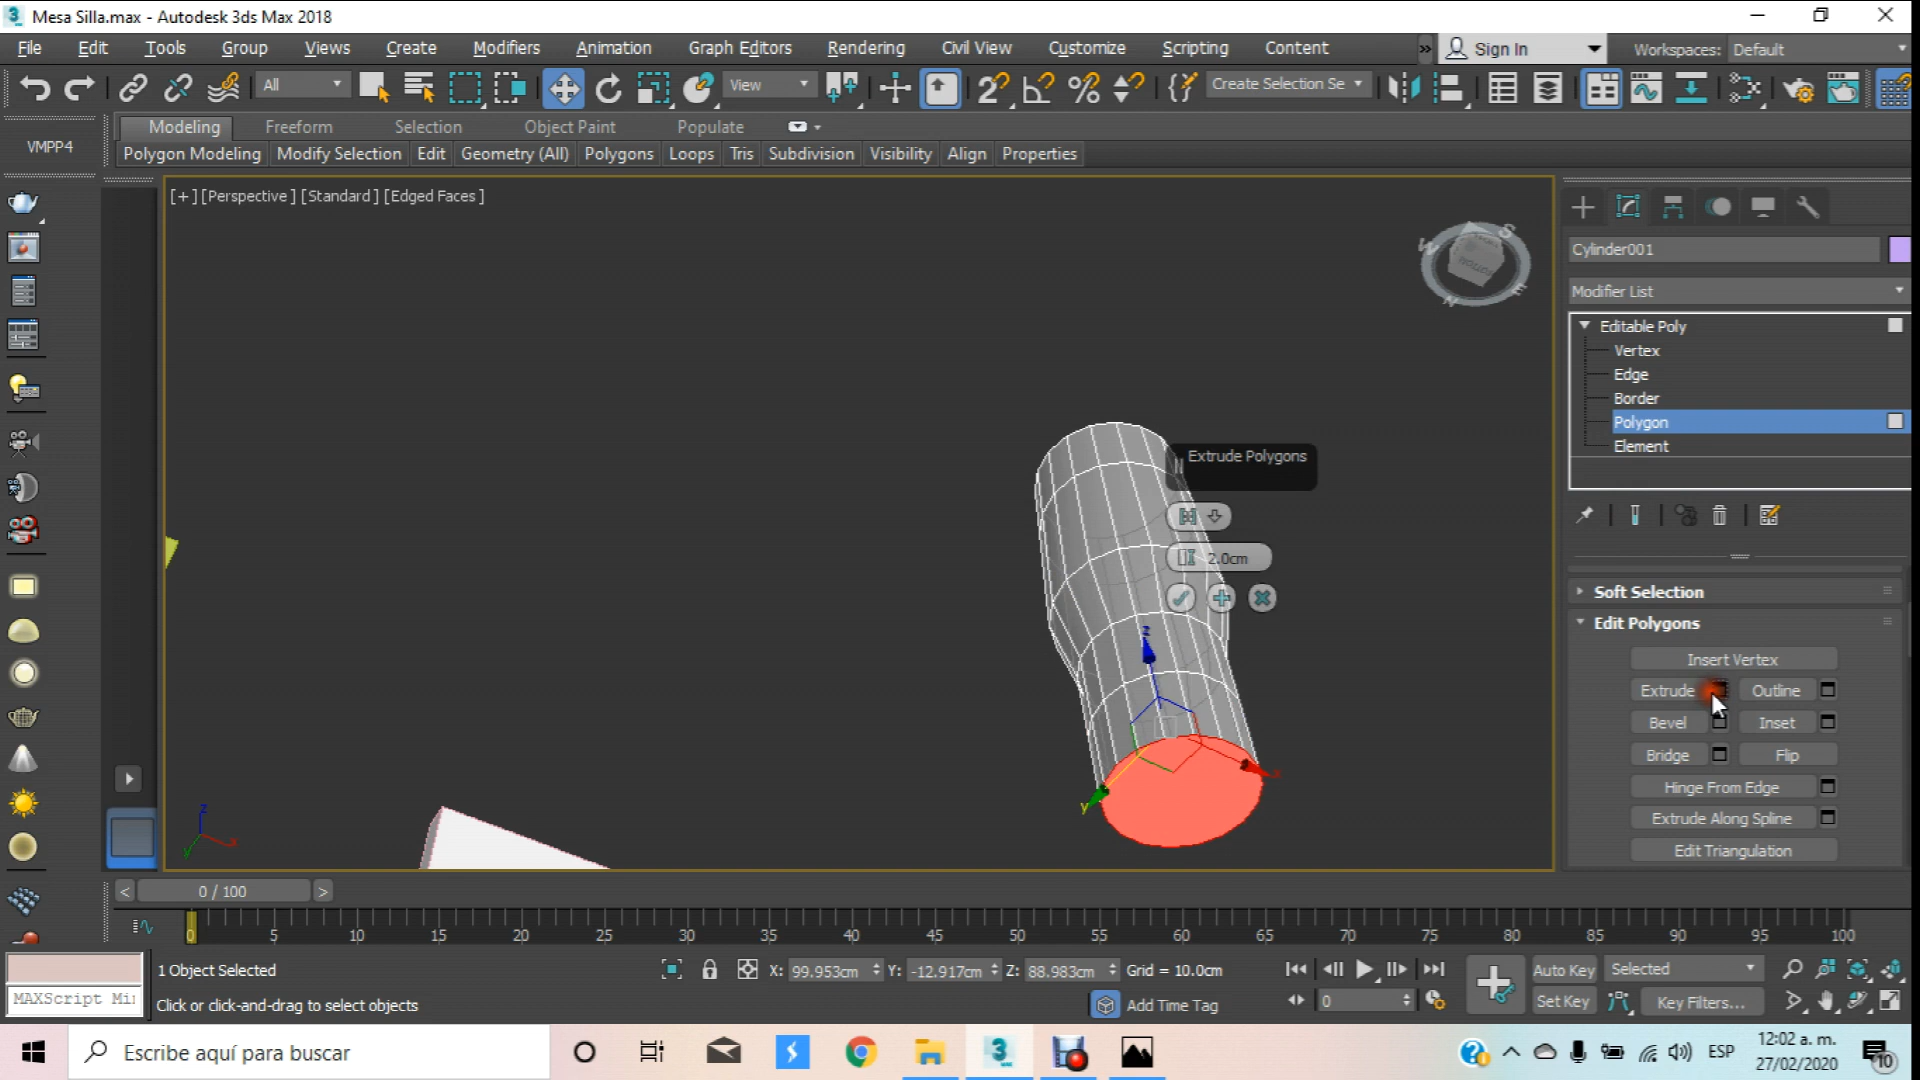 Mesa Silla.max - Autodesk 3ds Max 2018
File Edit Tools Group Views Create Modifiers Animation Graph Editors Rendering Civil View Customize Scripting Content » Sign In Workspaces: Default
All View Create Selection Se
Modeling Freeform Selection Object Paint Populate
VMPP4
Polygon Modeling Modify Selection Edit Geometry (All) Polygons Loops Tris Subdivision Visibility Align Properties
[+] [Perspective ] [Standard ] [Edged Faces ]
W S N E
Cylinder001
Modifier List
Editable Poly
Vertex
Edge
Border
Polygon
Element
Extrude Polygons
2.0cm
Soft Selection
Edit Polygons
Insert Vertex
Extrude Outline
Bevel Inset
Bridge Flip
Hinge From Edge
Extrude Along Spline
Edit Triangulation
z
x
y
z
x
y
< 0 / 100 >
0 5 10 15 20 25 30 35 40 45 50 55 60 65 70 75 80 85 90 95 100
1 Object Selected X: 99.953cm Y: -12.917cm Z: 88.983cm Grid = 10.0cm Auto Key Selected
MAXScript Mi Click or click-and-drag to select objects Add Time Tag 0 Set Key Key Filters...
Escribe aquí para buscar ESP 12:02 a. m.
27/02/2020 10